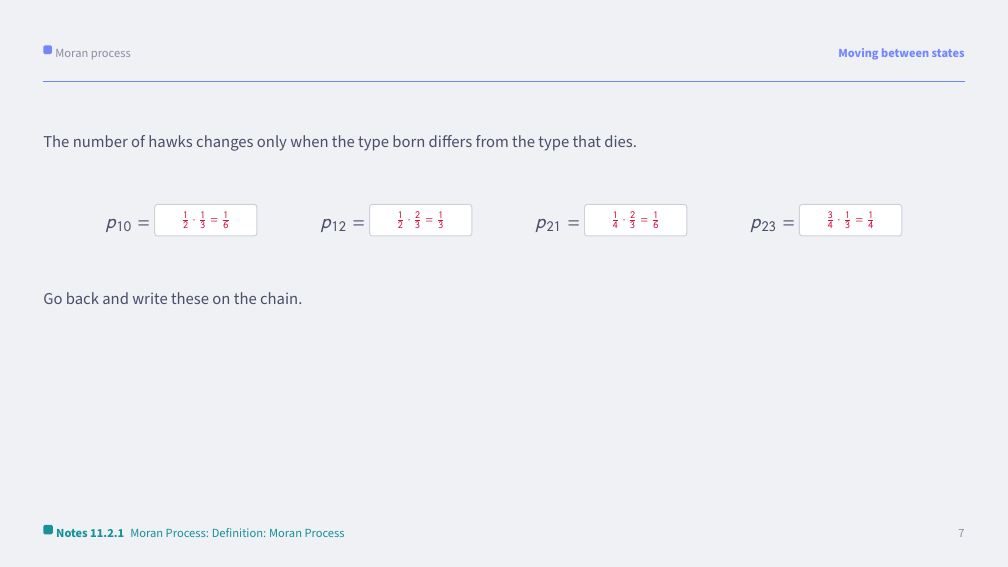 Moran process
Moving between states
The number of hawks changes only when the type born differs from the type that dies.
p₁₀ = 1/2 · 1/3 = 1/6
p₁₂ = 1/2 · 2/3 = 1/3
p₂₁ = 1/4 · 2/3 = 1/6
p₂₃ = 3/4 · 1/3 = 1/4
Go back and write these on the chain.
Notes 11.2.1 Moran Process: Definition: Moran Process
7